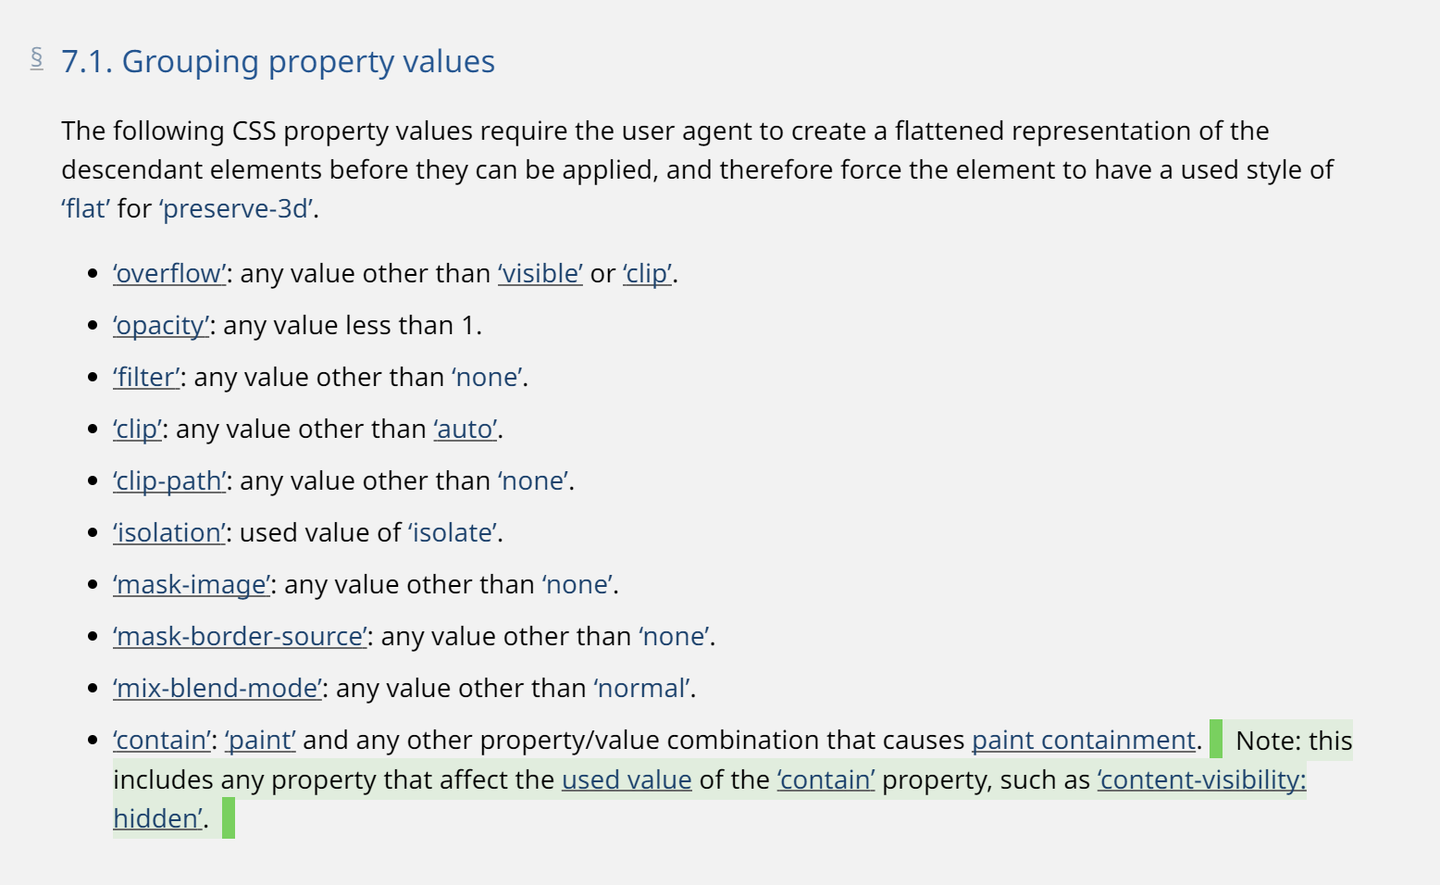 § 7.1. Grouping property values
The following CSS property values require the user agent to create a flattened representation of the
descendant elements before they can be applied, and therefore force the element to have a used style of
‘flat’ for ‘preserve-3d’.
• ‘overflow’: any value other than ‘visible’ or ‘clip’.
• ‘opacity’: any value less than 1.
• ‘filter’: any value other than ‘none’.
• ‘clip’: any value other than ‘auto’.
• ‘clip-path’: any value other than ‘none’.
• ‘isolation’: used value of ‘isolate’.
• ‘mask-image’: any value other than ‘none’.
• ‘mask-border-source’: any value other than ‘none’.
• ‘mix-blend-mode’: any value other than ‘normal’.
• ‘contain’: ‘paint’ and any other property/value combination that causes paint containment. Note: this
includes any property that affect the used value of the ‘contain’ property, such as ‘content-visibility:
hidden’.